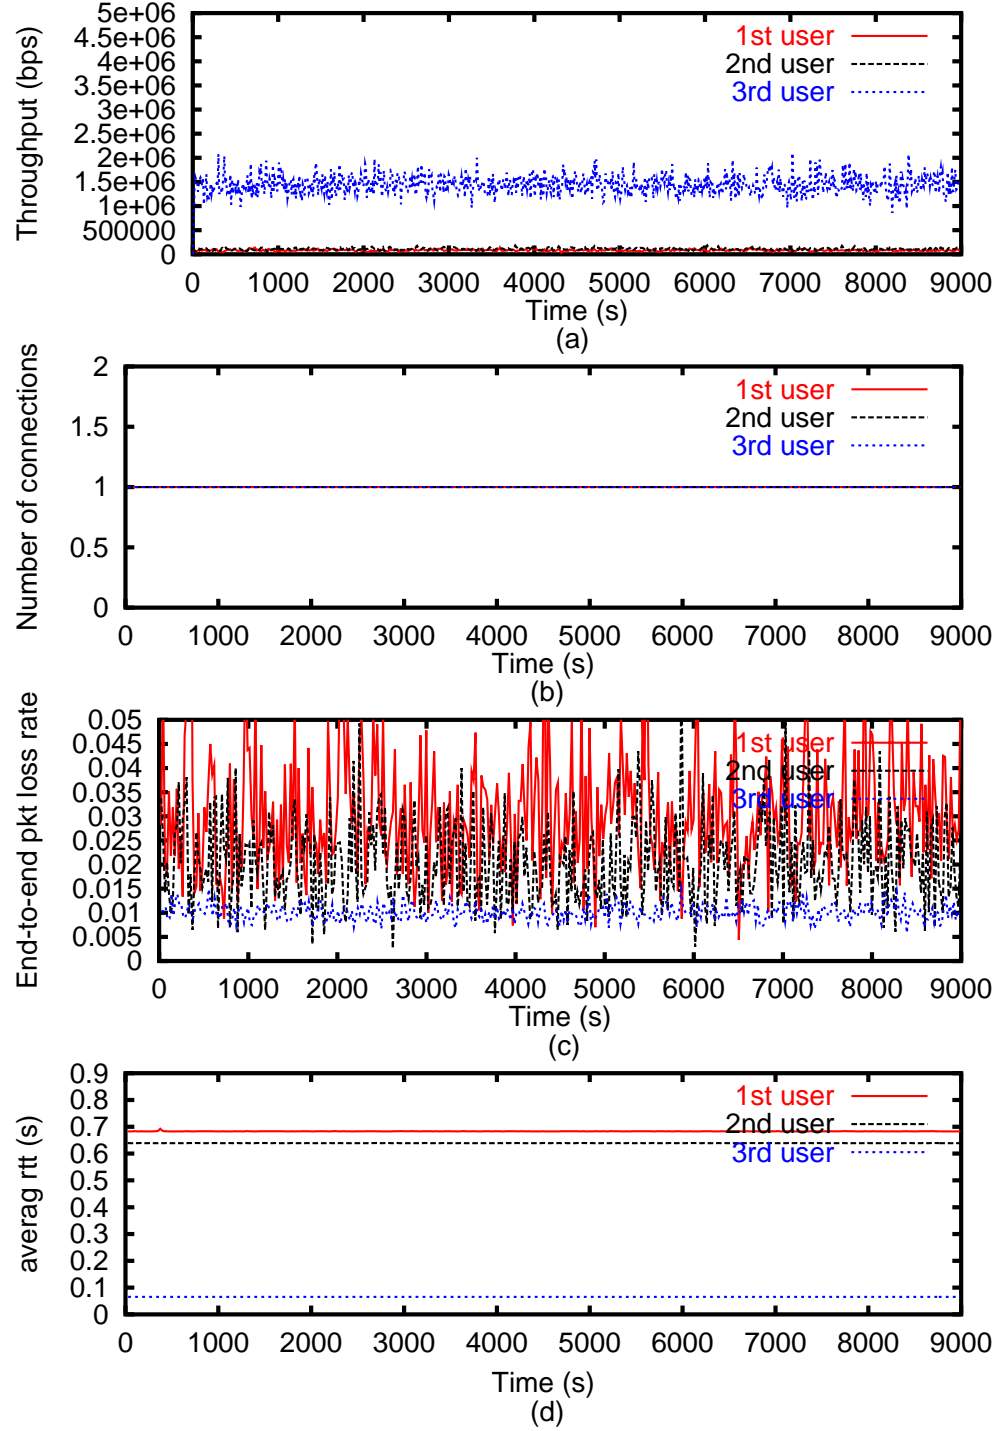 Throughput (bps)
5e+06
4.5e+06
4e+06
3.5e+06
3e+06
2.5e+06
2e+06
1.5e+06
1e+06
500000
0
1st user
2nd user
3rd user
0 1000 2000 3000 4000 5000 6000 7000 8000 9000
Time (s)
(a)
Number of connections
2
1.5
1
0.5
0
1st user
2nd user
3rd user
0 1000 2000 3000 4000 5000 6000 7000 8000 9000
Time (s)
(b)
End-to-end pkt loss rate
0.05
0.045
0.04
0.035
0.03
0.025
0.02
0.015
0.01
0.005
0
1st user
2nd user
3rd user
0 1000 2000 3000 4000 5000 6000 7000 8000 9000
Time (s)
(c)
averag rtt (s)
0.9
0.8
0.7
0.6
0.5
0.4
0.3
0.2
0.1
0
1st user
2nd user
3rd user
0 1000 2000 3000 4000 5000 6000 7000 8000 9000
Time (s)
(d)